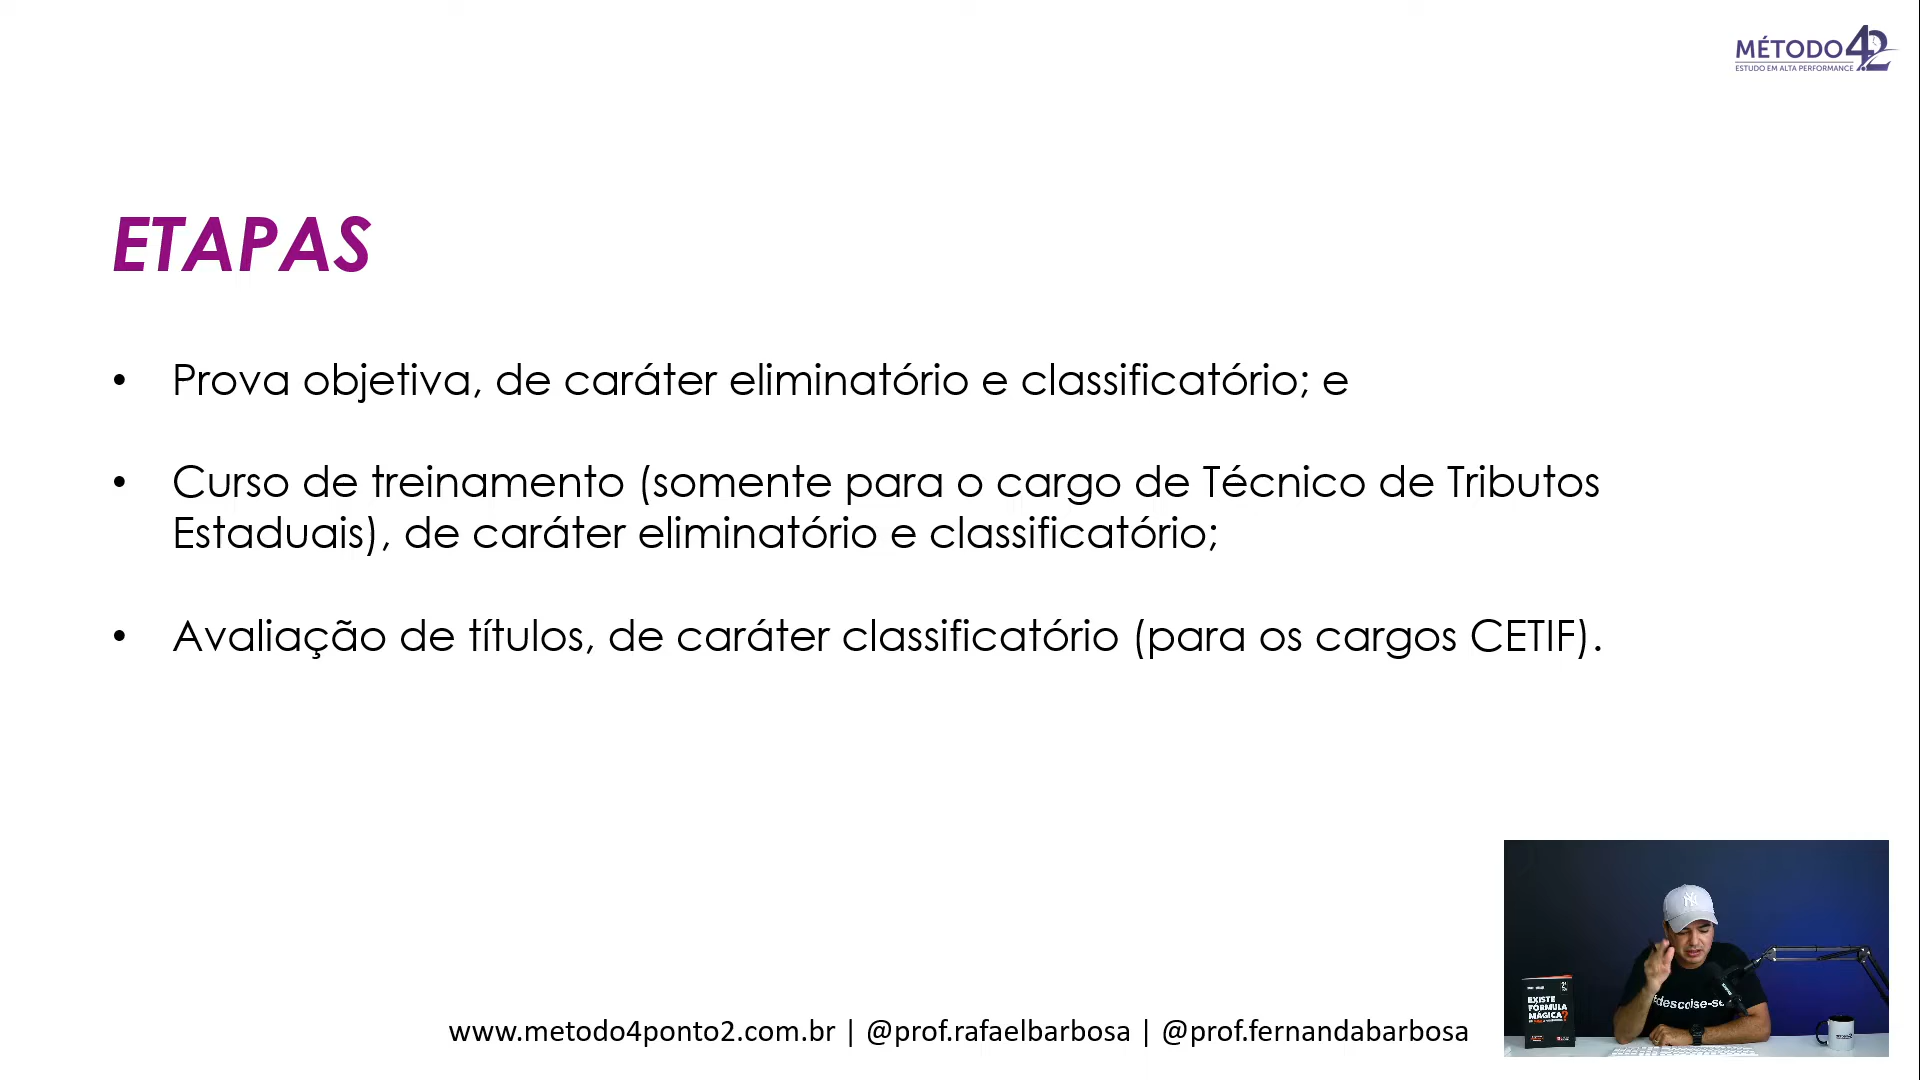 MÉTODO 4.2
ESTUDO EM ALTA PERFORMANCE
ETAPAS
• Prova objetiva, de caráter eliminatório e classificatório; e
• Curso de treinamento (somente para o cargo de Técnico de Tributos
Estaduais), de caráter eliminatório e classificatório;
• Avaliação de títulos, de caráter classificatório (para os cargos CETIF).
NY
descoise-se
EXISTE
FÓRMULA
MÁGICA?
www.metodo4ponto2.com.br | @prof.rafaelbarbosa | @prof.fernandabarbosa